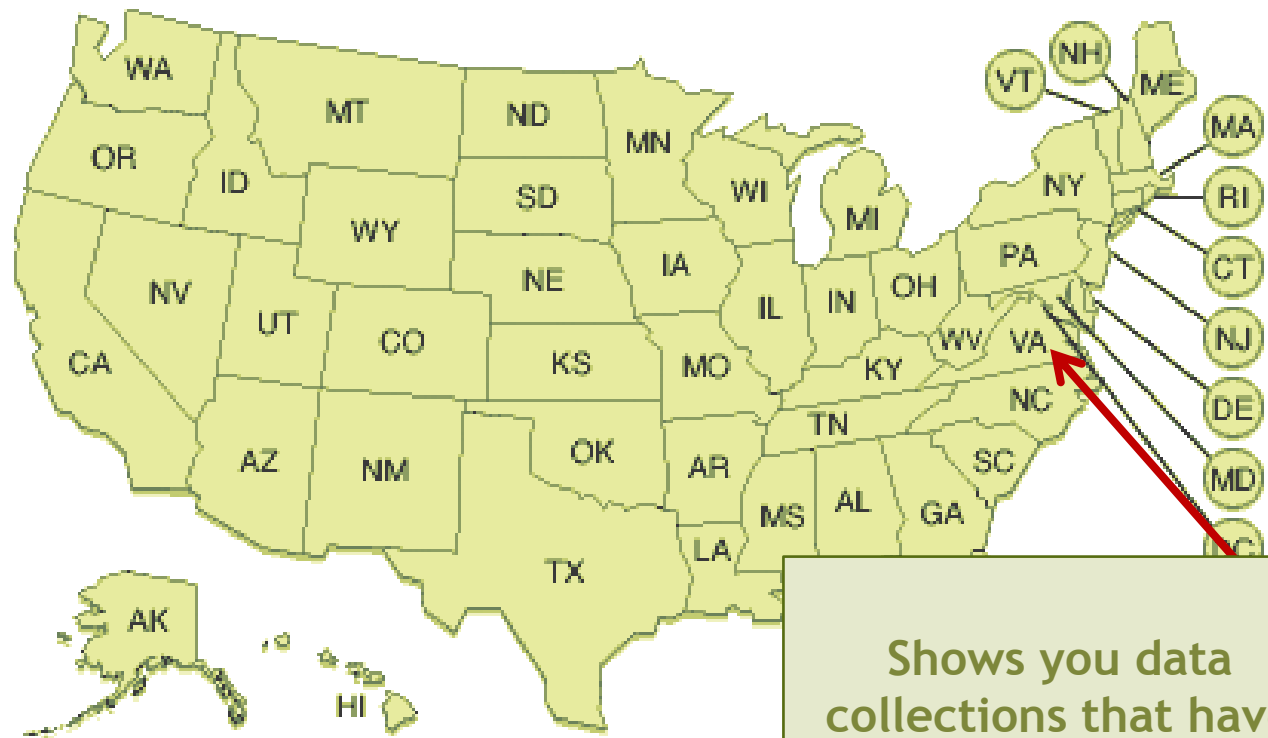 WA
MT
ND
MN
VT
NH
ME
OR
ID
SD
WI
MI
NY
MA
WY
RI
NV
NE
IA
PA
CT
UT
CO
IL
IN
OH
CA
KS
MO
KY
WV
VA
NJ
AZ
NM
OK
AR
TN
NC
DE
MS
AL
GA
SC
MD
TX
LA
AK
HI
Shows you data
collections that hav